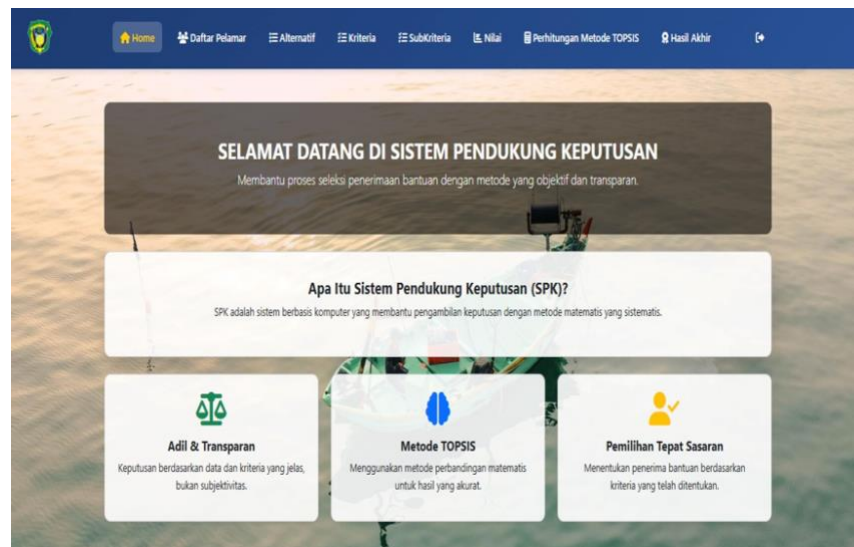 Home Daftar Pelamar Alternatif Kriteria SubKriteria Nilai Perhitungan Metode TOPSIS Hasil Akhir
SELAMAT DATANG DI SISTEM PENDUKUNG KEPUTUSAN
Membantu proses seleksi penerimaan bantuan dengan metode yang objektif dan transparan.
Apa Itu Sistem Pendukung Keputusan (SPK)?
SPK adalah sistem berbasis komputer yang membantu pengambilan keputusan dengan metode matematis yang sistematis.
Adil & Transparan
Keputusan berdasarkan data dan kriteria yang jelas,
bukan subjektivitas.
Metode TOPSIS
Menggunakan metode perbandingan matematis
untuk hasil yang akurat.
Pemilihan Tepat Sasaran
Menentukan penerima bantuan berdasarkan
kriteria yang telah ditentukan.